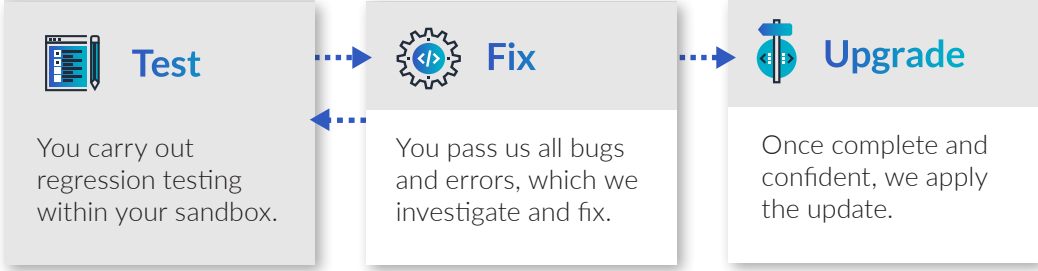 Test
You carry out
regression testing
within your sandbox.
Fix
You pass us all bugs
and errors, which we
investigate and fix.
Upgrade
Once complete and
confident, we apply
the update.